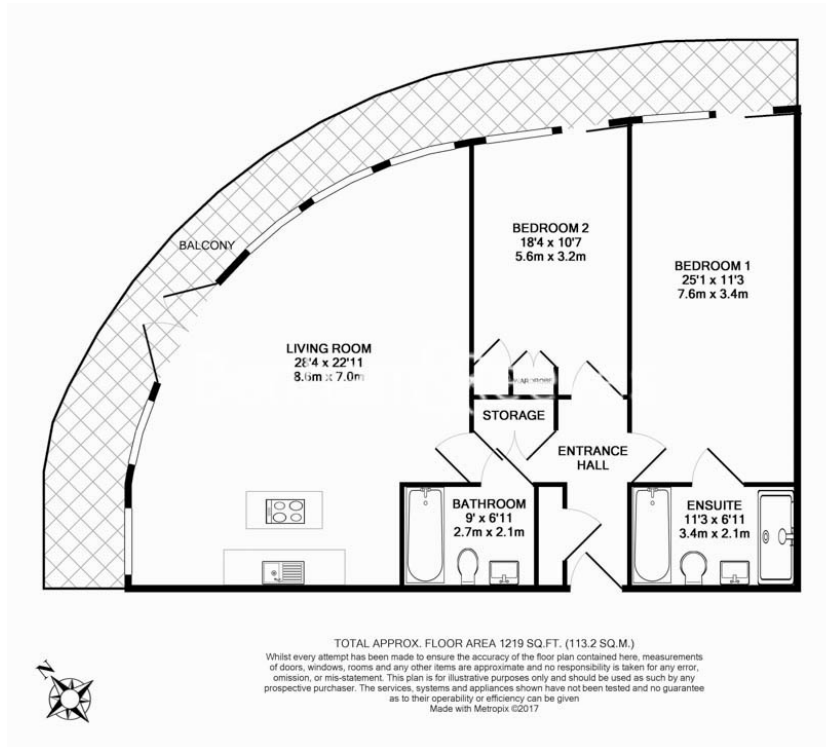 BALCONY
BEDROOM 2
18'4 x 10'7
5.6m x 3.2m
BEDROOM 1
25'1 x 11'3
7.6m x 3.4m
LIVING ROOM
28'4 x 22'11
8.6m x 7.0m
STORAGE
ENTRANCE
HALL
BATHROOM
9' x 6'11
2.7m x 2.1m
ENSUITE
11'3 x 6'11
3.4m x 2.1m
N
TOTAL APPROX. FLOOR AREA 1219 SQ.FT. (113.2 SQ.M.)
Whilst every attempt has been made to ensure the accuracy of the floor plan contained here, measurements
of doors, windows, rooms and any other items are approximate and no responsibility is taken for any error,
omission, or mis-statement. This plan is for illustrative purposes only and should be used as such by any
prospective purchaser. The services, systems and appliances shown have not been tested and no guarantee
as to their operability or efficiency can be given
Made with Metropix ©2017